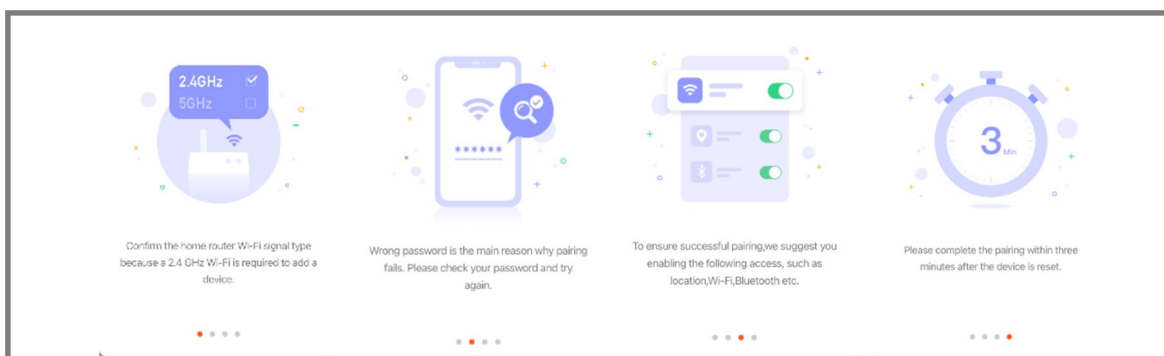 2.4GHz
5GHz
Confirm the home router Wi-Fi signal type
because a 2.4 GHz Wi-Fi is required to add a
device.
******
Wrong password is the main reason why pairing
fails. Please check your password and try
again.
To ensure successful pairing,we suggest you
enabling the following access, such as
location,Wi-Fi,Bluetooth etc.
3 Min
Please complete the pairing within three
minutes after the device is reset.